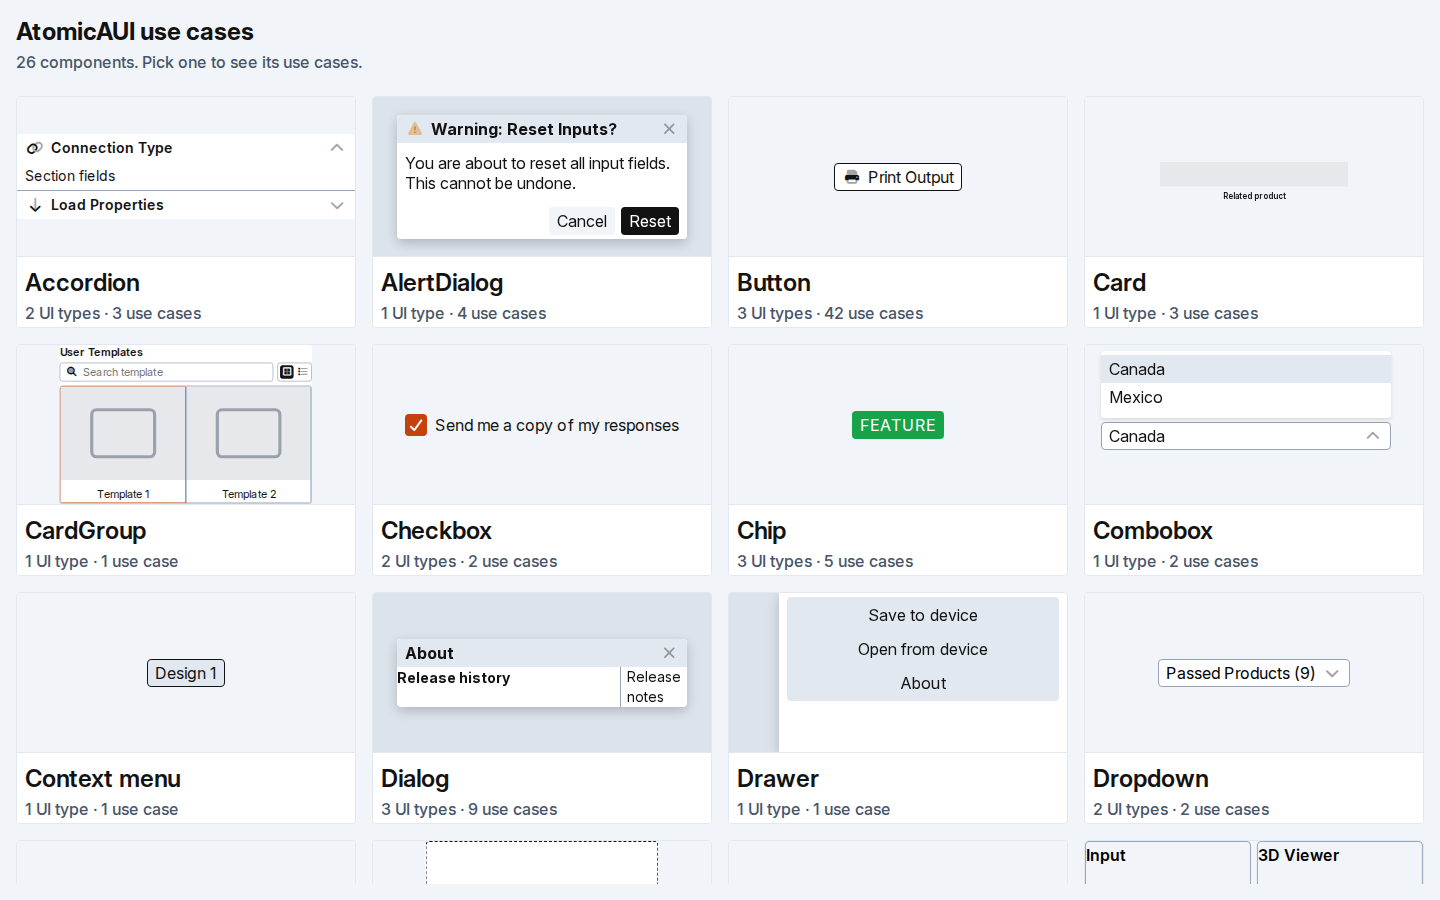 AtomicAUI use cases
26 components. Pick one to see its use cases.
Connection Type
Section fields
Load Properties
Accordion
2 UI types · 3 use cases
Warning: Reset Inputs?
You are about to reset all input fields.
This cannot be undone.
Cancel
Reset
AlertDialog
1 UI type · 4 use cases
Print Output
Button
3 UI types · 42 use cases
Related product
Card
1 UI type · 3 use cases
User Templates
Search template
Template 1
Template 2
CardGroup
1 UI type · 1 use case
Send me a copy of my responses
Checkbox
2 UI types · 2 use cases
FEATURE
Chip
3 UI types · 5 use cases
Canada
Mexico
Canada
Combobox
1 UI type · 2 use cases
Design 1
Context menu
1 UI type · 1 use case
About
Release history
Release
notes
Dialog
3 UI types · 9 use cases
Save to device
Open from device
About
Drawer
1 UI type · 1 use case
Passed Products (9)
Dropdown
2 UI types · 2 use cases
Input
3D Viewer